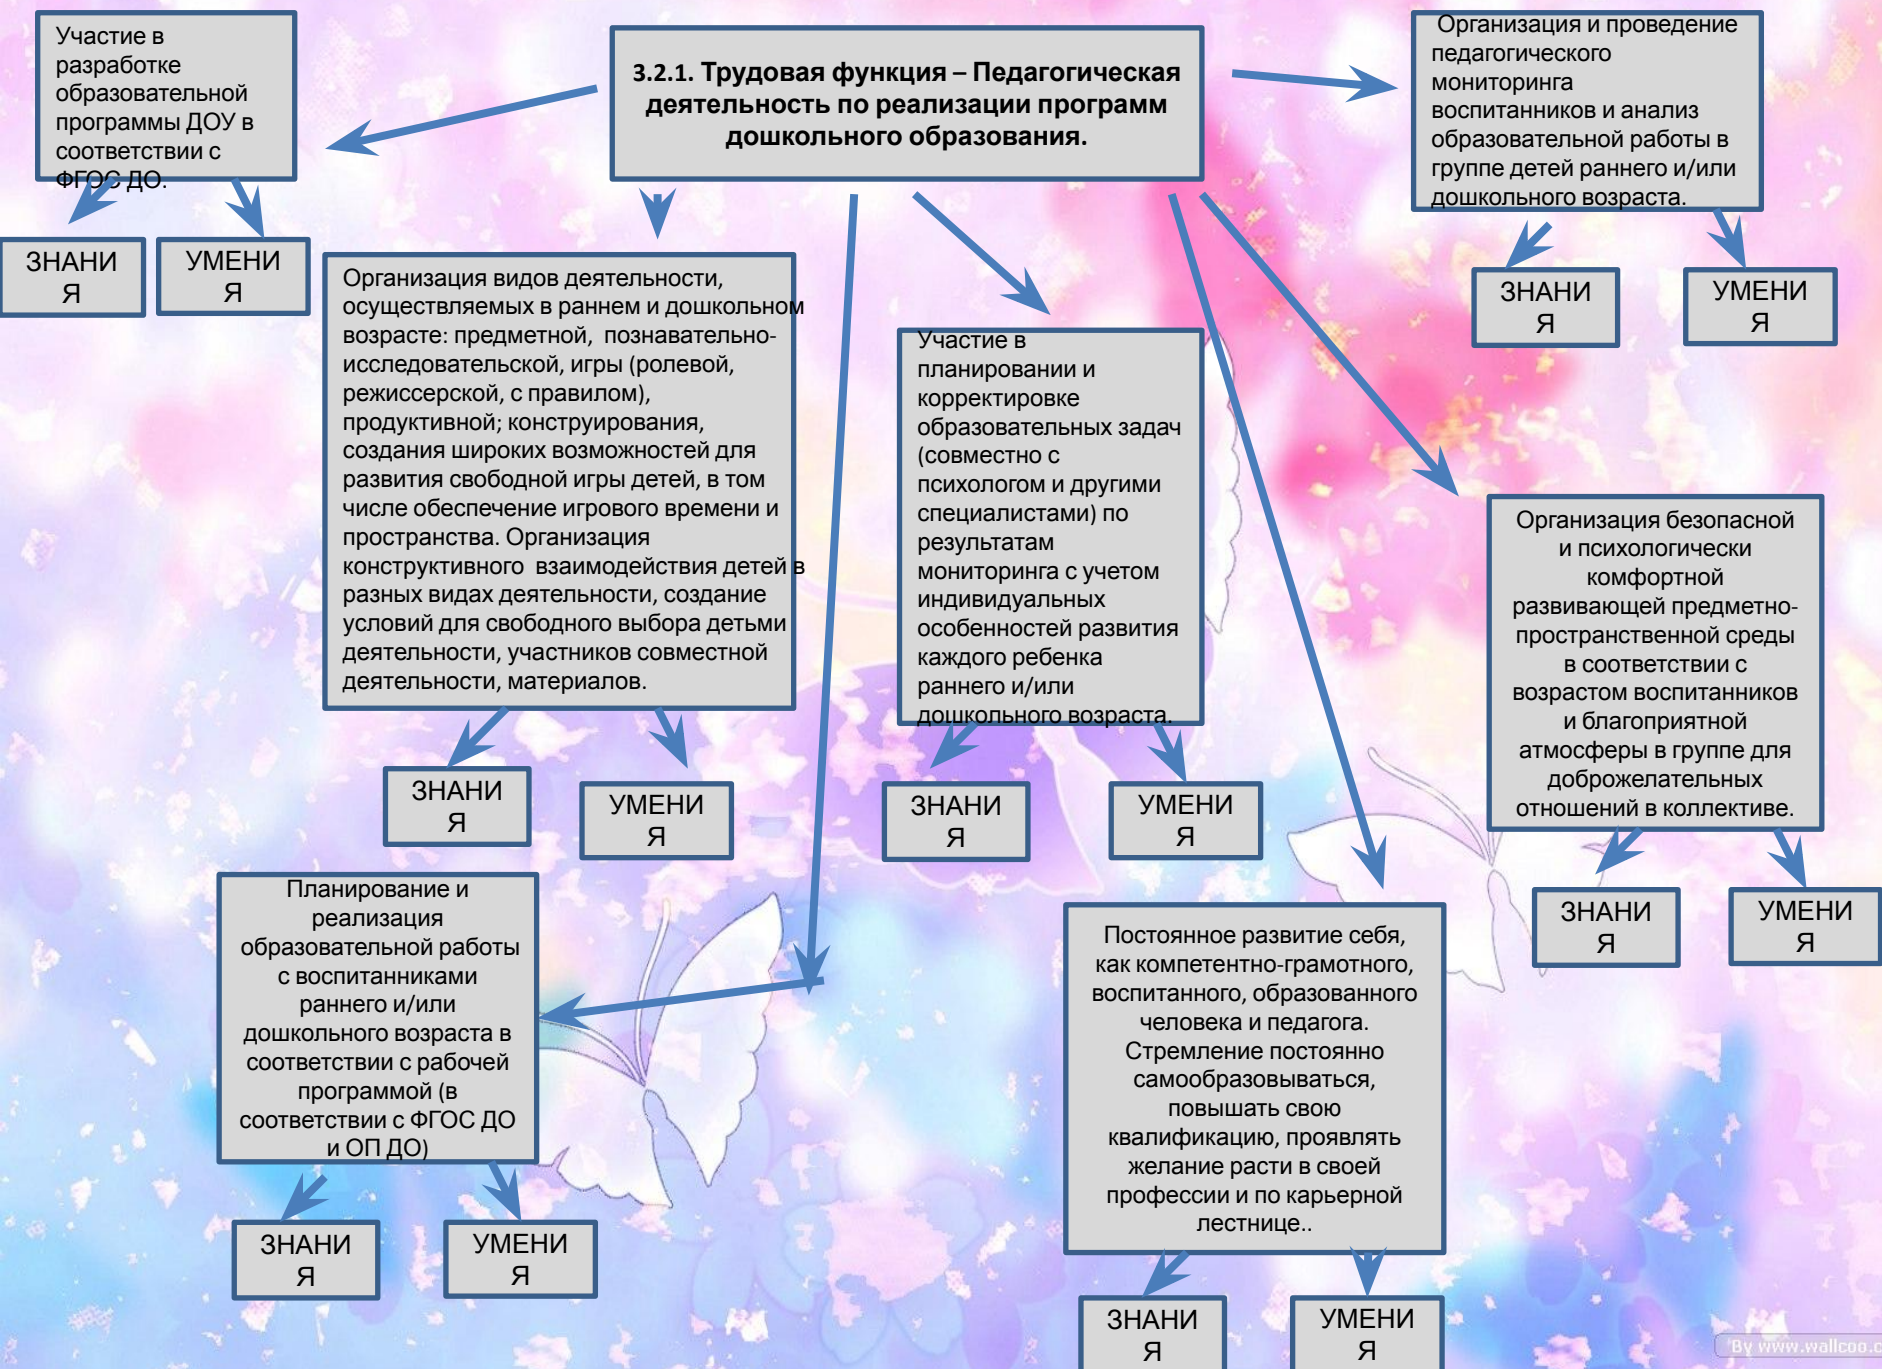 Участие в
разработке
образовательной
программы ДОУ в
соответствии с
ФГОС ДО.
ЗНАНИ
Я
УМЕНИ
Я
3.2.1. Трудовая функция – Педагогическая
деятельность по реализации программ
дошкольного образования.
Организация и проведение
педагогического
мониторинга
воспитанников и анализ
образовательной работы в
группе детей раннего и/или
дошкольного возраста.
ЗНАНИ
Я
УМЕНИ
Я
Организация видов деятельности,
осуществляемых в раннем и дошкольном
возрасте: предметной, познавательно-
исследовательской, игры (ролевой,
режиссерской, с правилом),
продуктивной; конструирования,
создания широких возможностей для
развития свободной игры детей, в том
числе обеспечение игрового времени и
пространства. Организация
конструктивного взаимодействия детей в
разных видах деятельности, создание
условий для свободного выбора детьми
деятельности, участников совместной
деятельности, материалов.
ЗНАНИ
Я
УМЕНИ
Я
Участие в
планировании и
корректировке
образовательных задач
(совместно с
психологом и другими
специалистами) по
результатам
мониторинга с учетом
индивидуальных
особенностей развития
каждого ребенка
раннего и/или
дошкольного возраста.
ЗНАНИ
Я
УМЕНИ
Я
Организация безопасной
и психологически
комфортной
развивающей предметно-
пространственной среды
в соответствии с
возрастом воспитанников
и благоприятной
атмосферы в группе для
доброжелательных
отношений в коллективе.
ЗНАНИ
Я
УМЕНИ
Я
Планирование и
реализация
образовательной работы
с воспитанниками
раннего и/или
дошкольного возраста в
соответствии с рабочей
программой (в
соответствии с ФГОС ДО
и ОП ДО)
ЗНАНИ
Я
УМЕНИ
Я
Постоянное развитие себя,
как компетентно-грамотного,
воспитанного, образованного
человека и педагога.
Стремление постоянно
самообразовываться,
повышать свою
квалификацию, проявлять
желание расти в своей
профессии и по карьерной
лестнице..
ЗНАНИ
Я
УМЕНИ
Я
By www.wallcoo.c